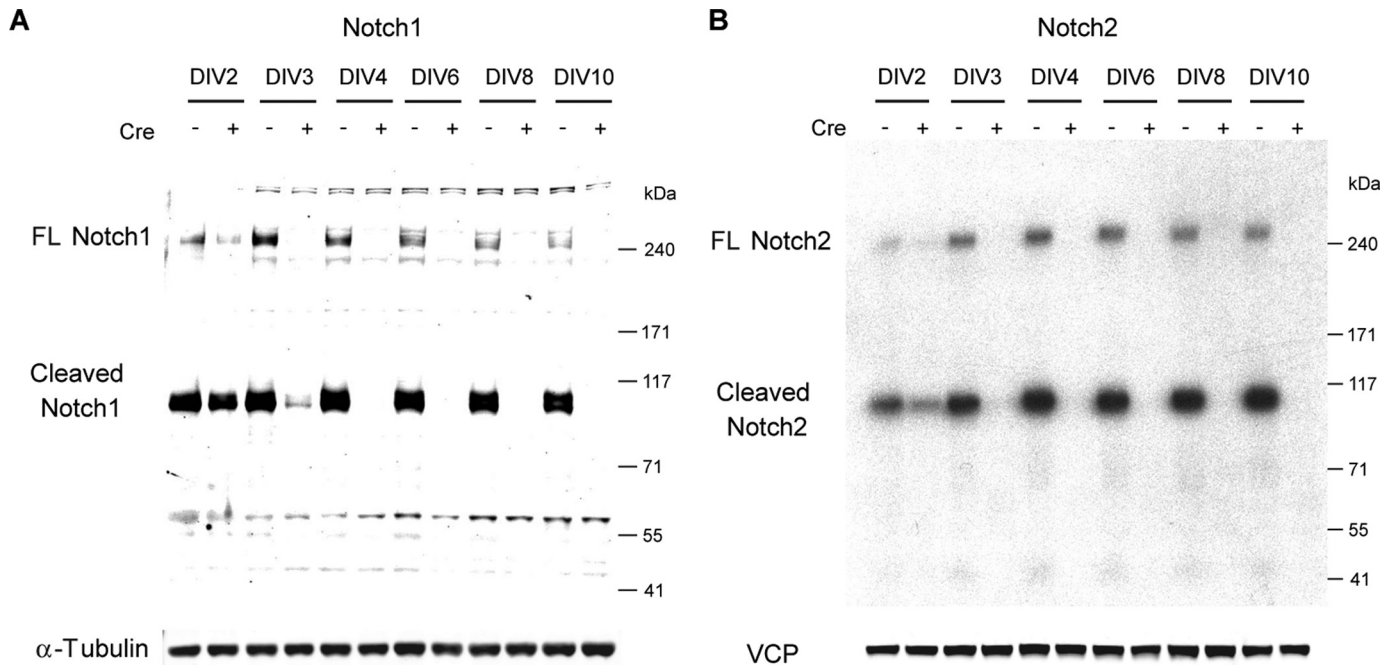 A
Notch1
DIV2 DIV3 DIV4 DIV6 DIV8 DIV10
Cre - + - + - + - + - + - +
kDa
FL Notch1
240
171
Cleaved
Notch1
117
71
55
41
α-Tubulin
B
Notch2
DIV2 DIV3 DIV4 DIV6 DIV8 DIV10
Cre - + - + - + - + - + - +
kDa
FL Notch2
240
171
Cleaved
Notch2
117
71
55
41
VCP